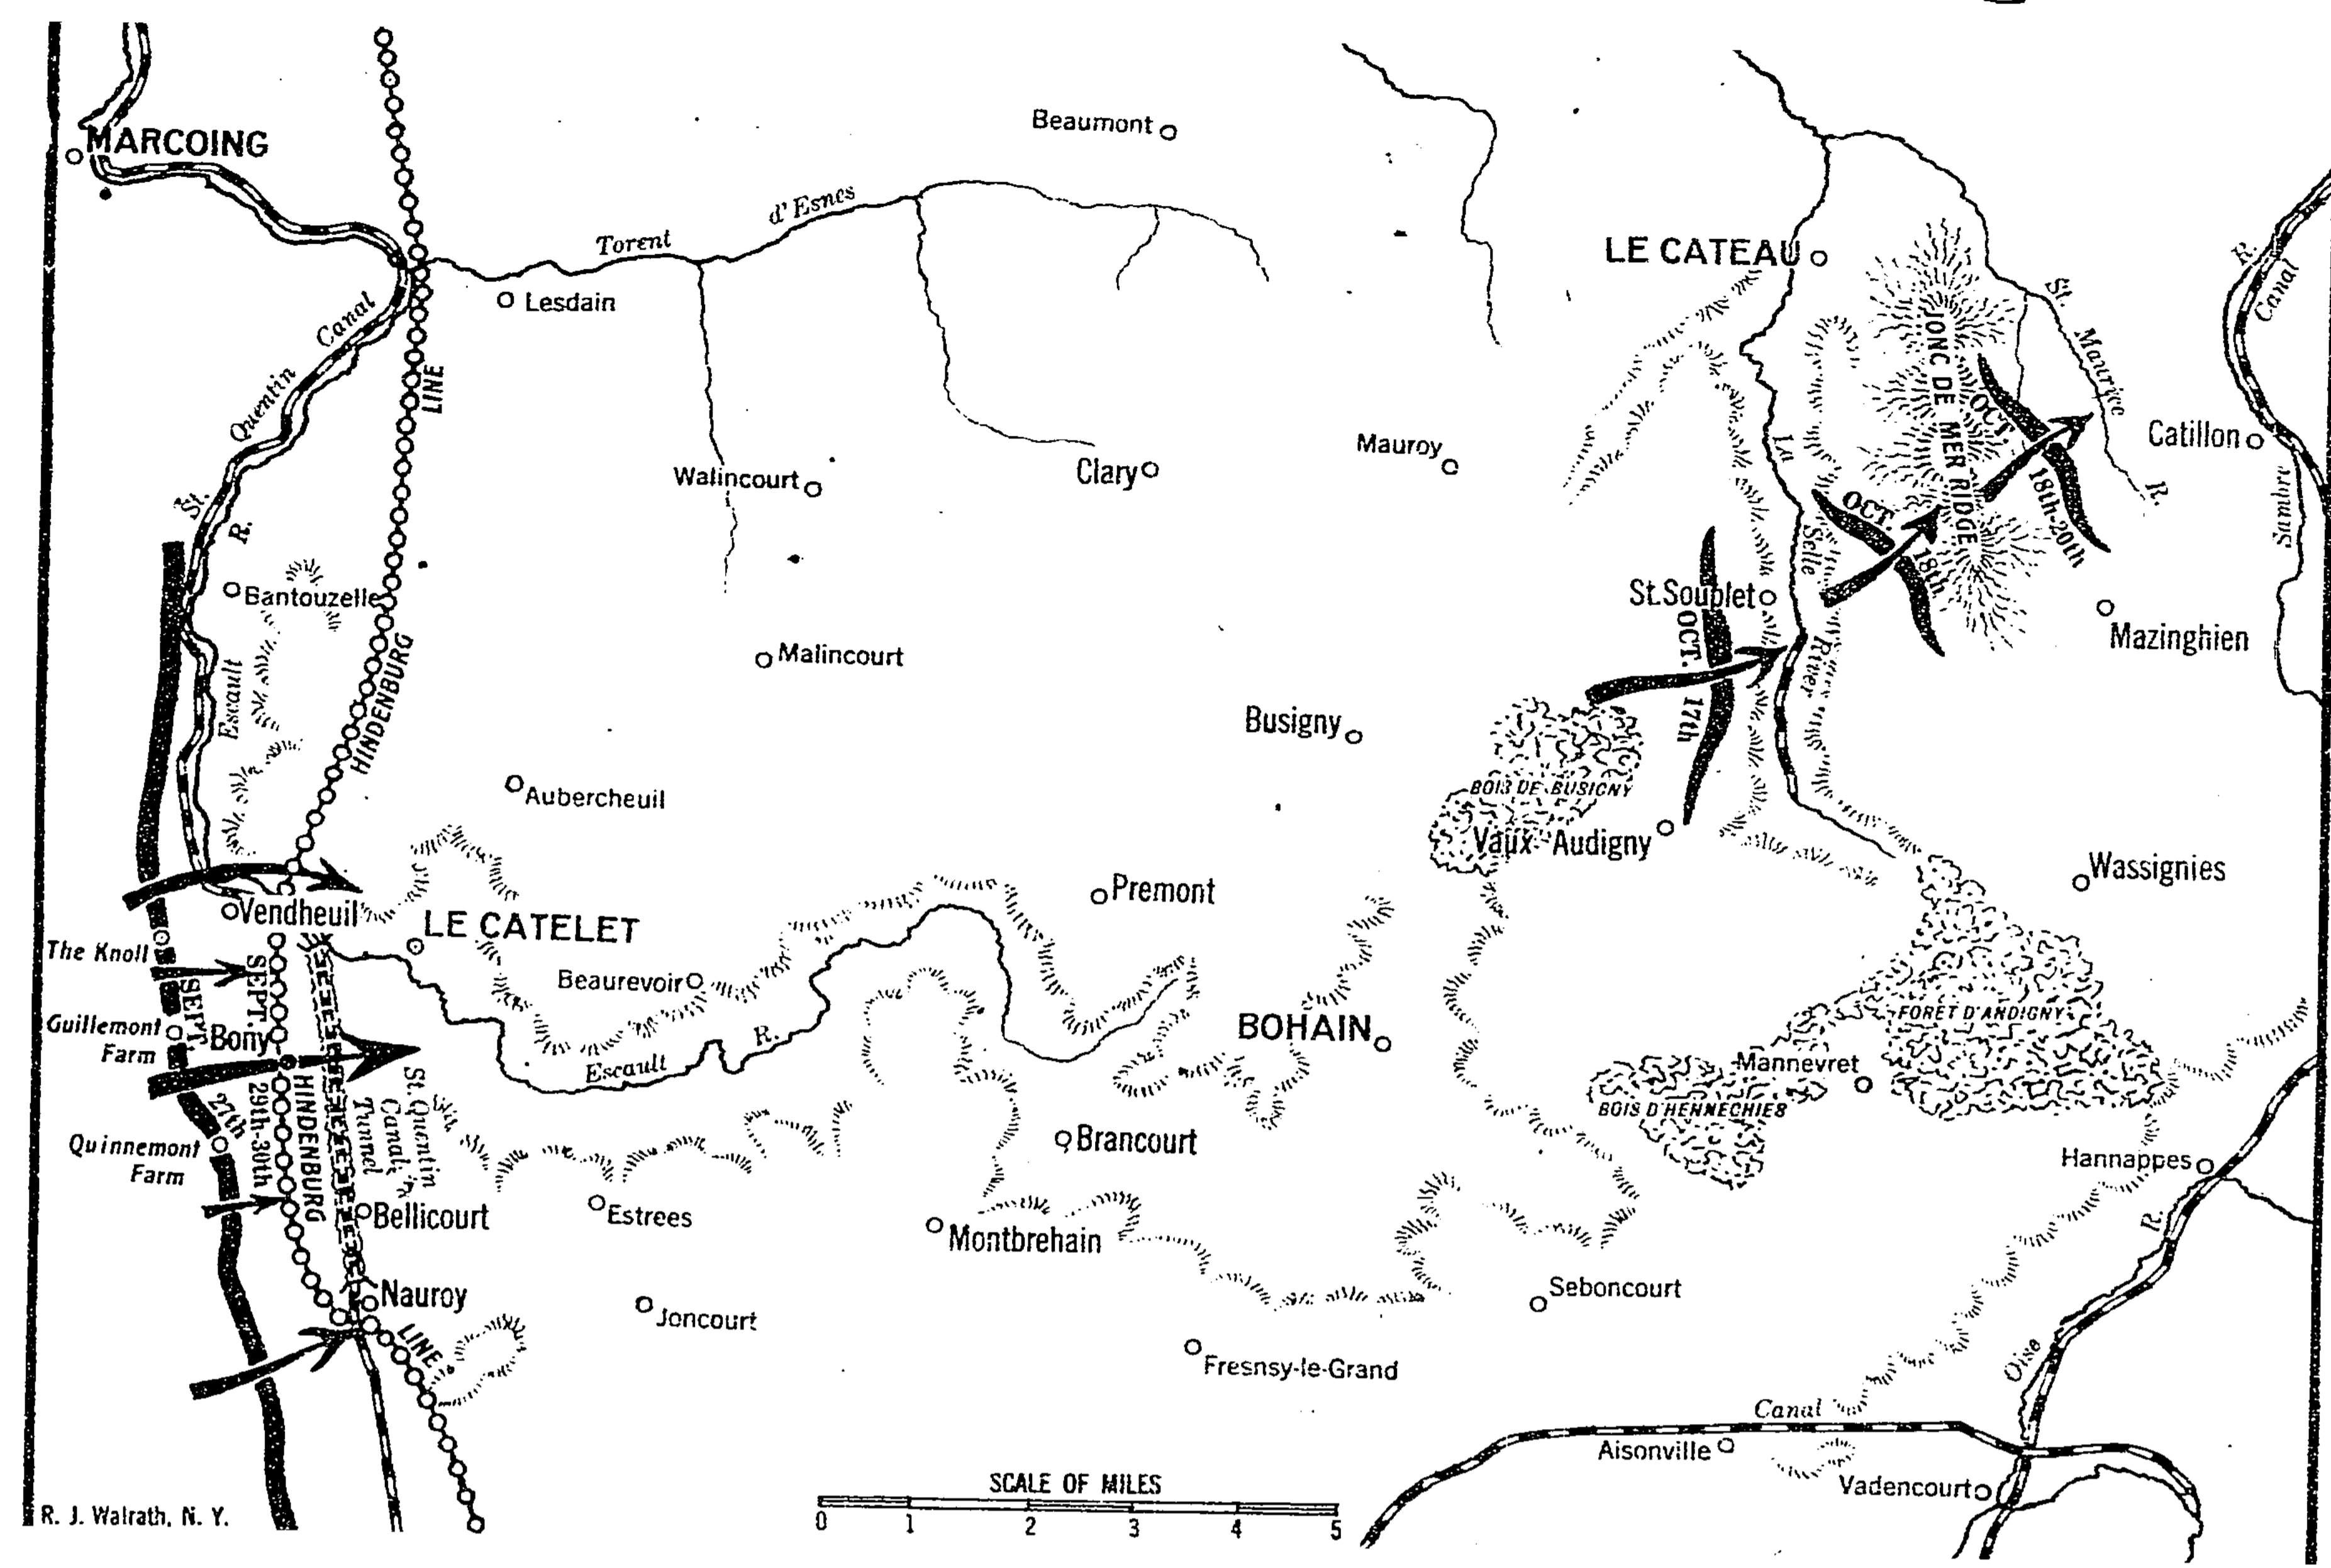 MARCOING
Beaumont
d'Esnes
Torent
LE CATEAU
Lesdain
St. Quentin Canal
LINE
JONC DE MER RIDGE
St. Maurice R.
R.
Canal
Walincourt
Clary
Mauroy
Catillon
Sambre
OCT. 18th-20th
OCT. 18th
La Selle River
R.
Bantouzelle
Escault
HINDENBURG
Malincourt
St. Souplet
OCT. 17th
Mazinghien
Busigny
BOIS DE BUSIGNY
Aubercheuil
Vaux-Audigny
Wassignies
Vendheuil
LE CATELET
Premont
The Knoll
Beaurevoir
SEPT. 29th-30th
SEPT. 27th
Guillemont
Farm
Bony
BOHAIN
FORET D'ANDIGNY
Escault R.
Mannevret
BOIS D'HENNECHIES
HINDENBURG
St. Quentin
Canal
Tunnel
Quinnemont
Farm
Brancourt
Hannappes
Bellicourt
Estrees
Montbrehain
Nauroy
Joncourt
LINE
Seboncourt
Fresnsy-le-Grand
Oise R.
Canal
Aisonville
Vadencourt
SCALE OF MILES
0 1 2 3 4 5
R. J. Walrath, N. Y.